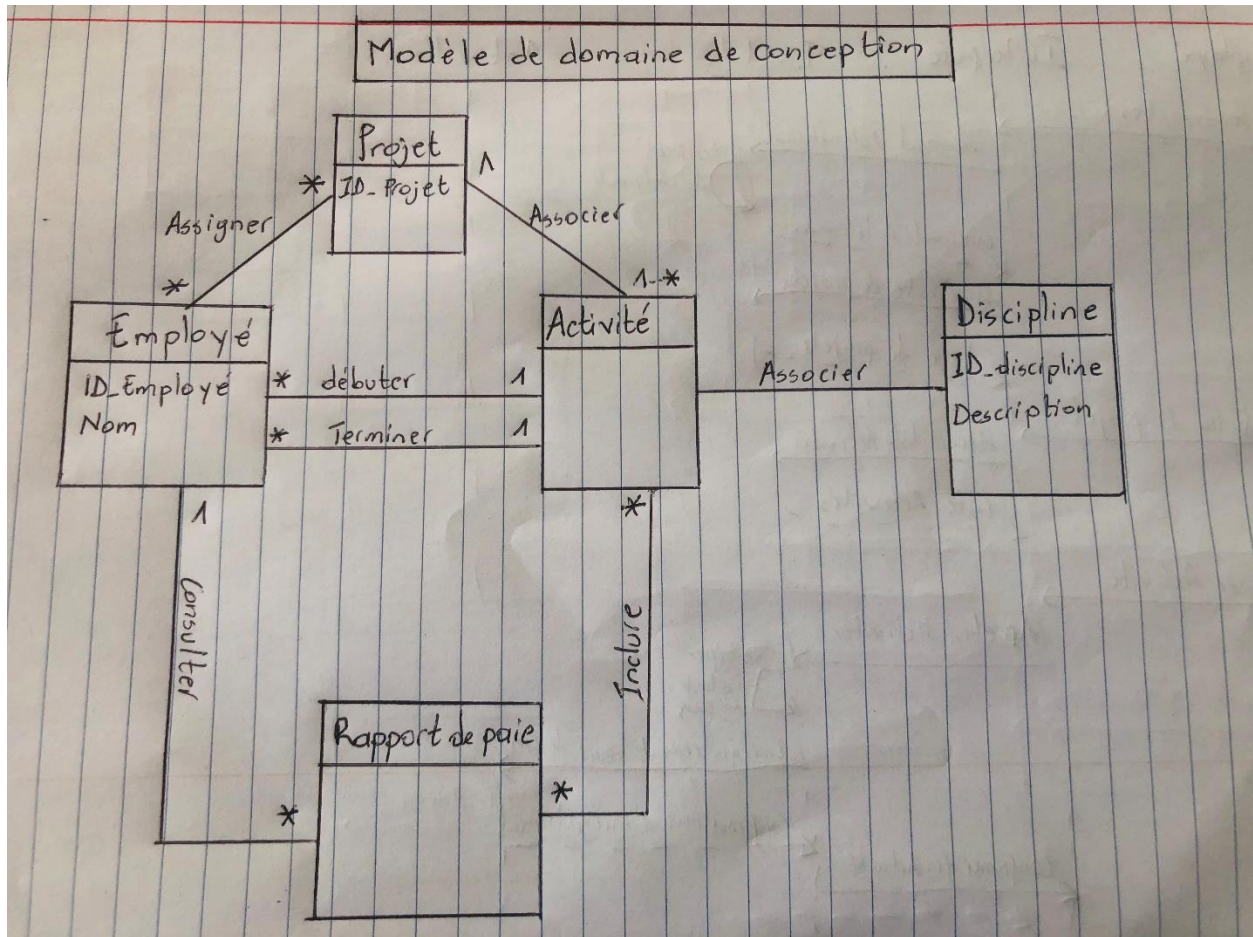 Modèle de domaine de conception
Projet
ID_Projet
1
*
Assigner
Associer
*
1..*
Employé
ID_Employé
Nom
* débuter 1
* Terminer 1
Activité
Associer
Discipline
ID_discipline
Description
1
Consulter
*
*
Inclure
*
Rapport de paie